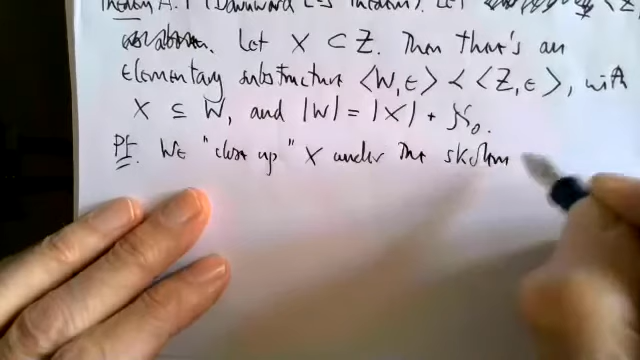 Theorem A.1 (Downward LS Theorem). Let < Z,
Let X ⊂ Z. Then there's an
Elementary substructure <W,∈> ≺ <Z,∈>, with
X ⊆ W, and |W| = |X| + ℵ₀.
Pf. We "close up" X under the skolem